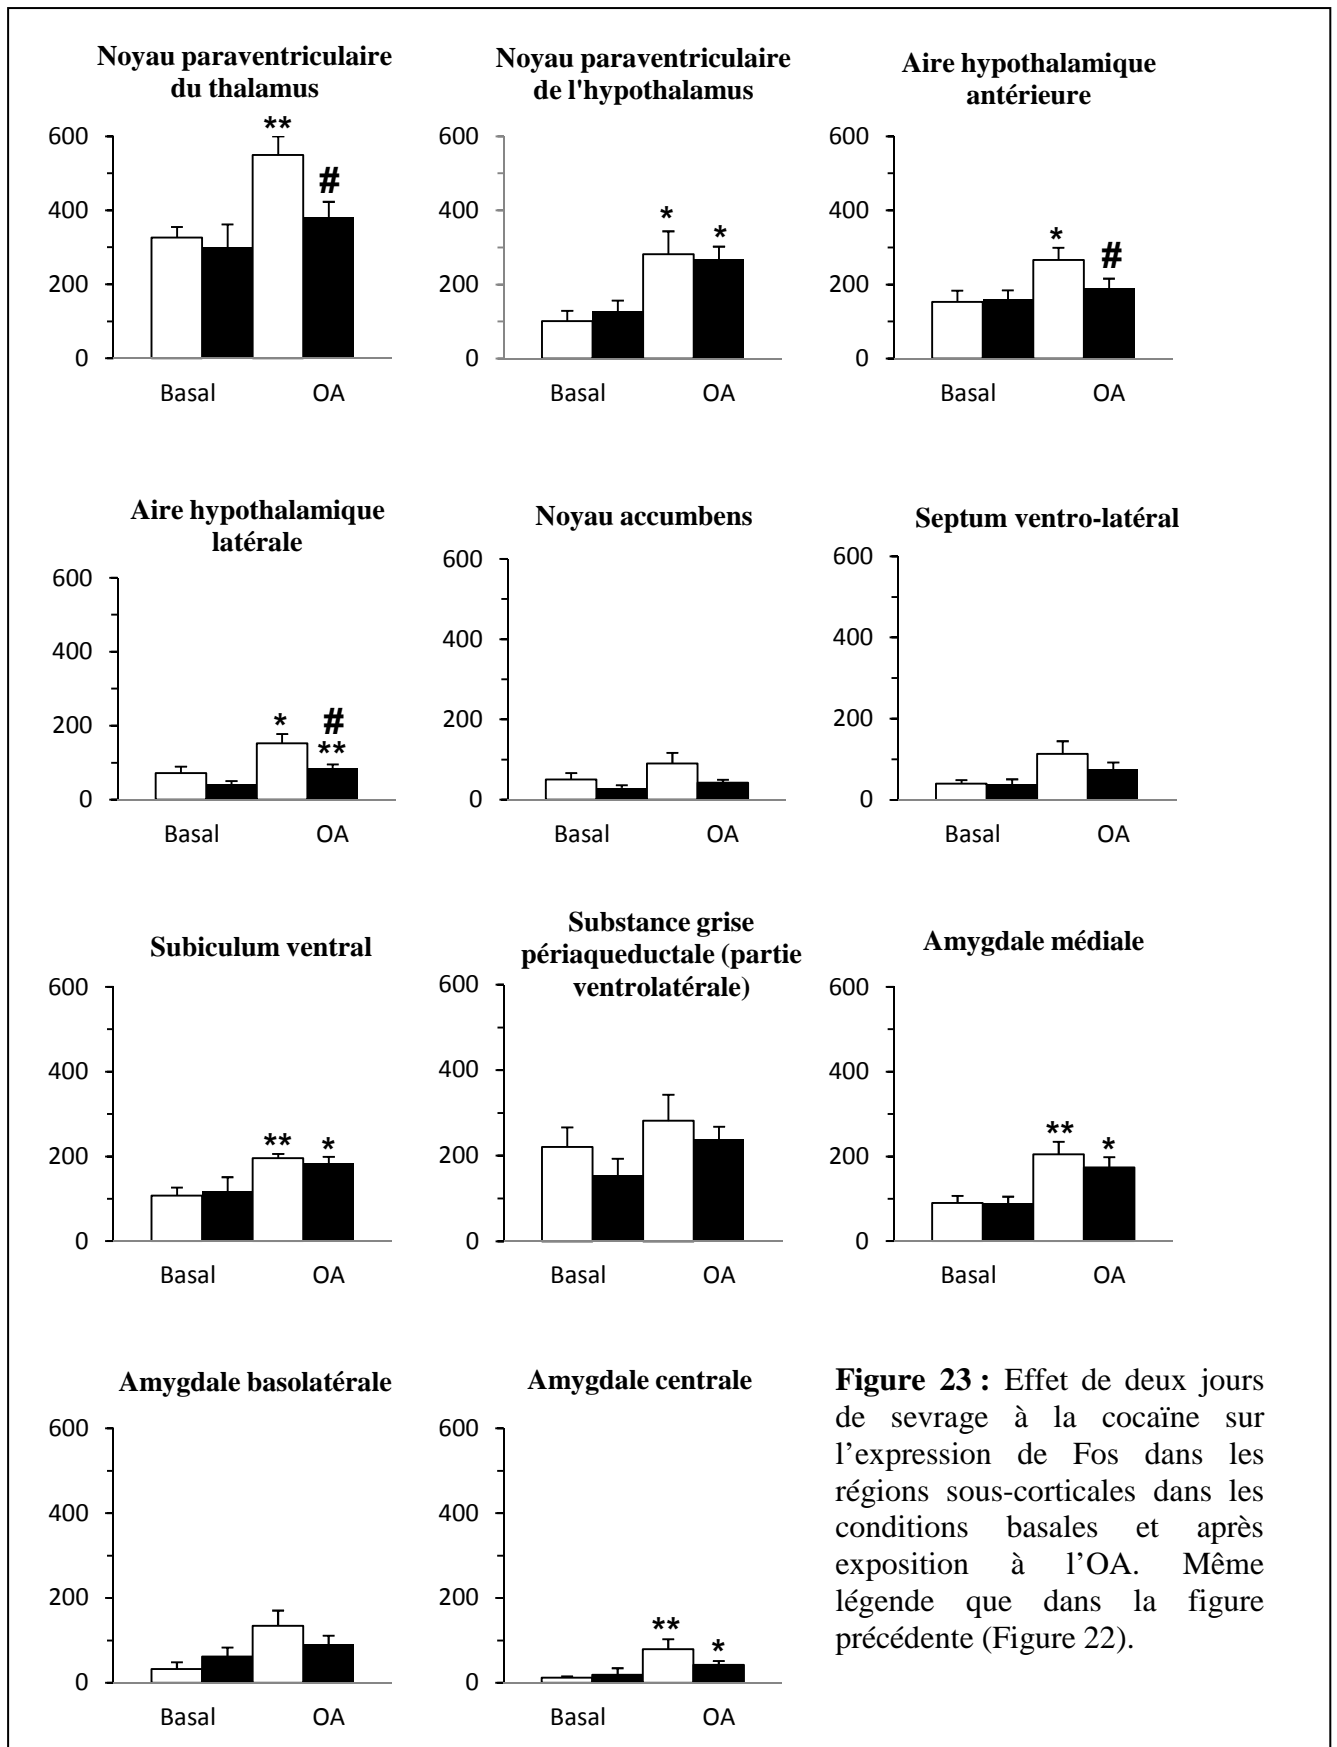 Noyau paraventriculaire
du thalamus
600
400
200
0
**
#
Basal
OA
Noyau paraventriculaire
de l'hypothalamus
600
400
200
0
*
*
Basal
OA
Aire hypothalamique
antérieure
600
400
200
0
*
#
Basal
OA
Aire hypothalamique
latérale
600
400
200
0
*
#
**
Basal
OA
Noyau accumbens
600
400
200
0
Basal
OA
Septum ventro-latéral
600
400
200
0
Basal
OA
Subiculum ventral
600
400
200
0
**
*
Basal
OA
Substance grise
périaqueductale (partie
ventrolatérale)
600
400
200
0
Basal
OA
Amygdale médiale
600
400
200
0
**
*
Basal
OA
Amygdale basolatérale
600
400
200
0
Basal
OA
Amygdale centrale
600
400
200
0
**
*
Basal
OA
Figure 23 : Effet de deux jours
de sevrage à la cocaïne sur
l’expression de Fos dans les
régions sous-corticales dans les
conditions basales et après
exposition à l’OA. Même
légende que dans la figure
précédente (Figure 22).